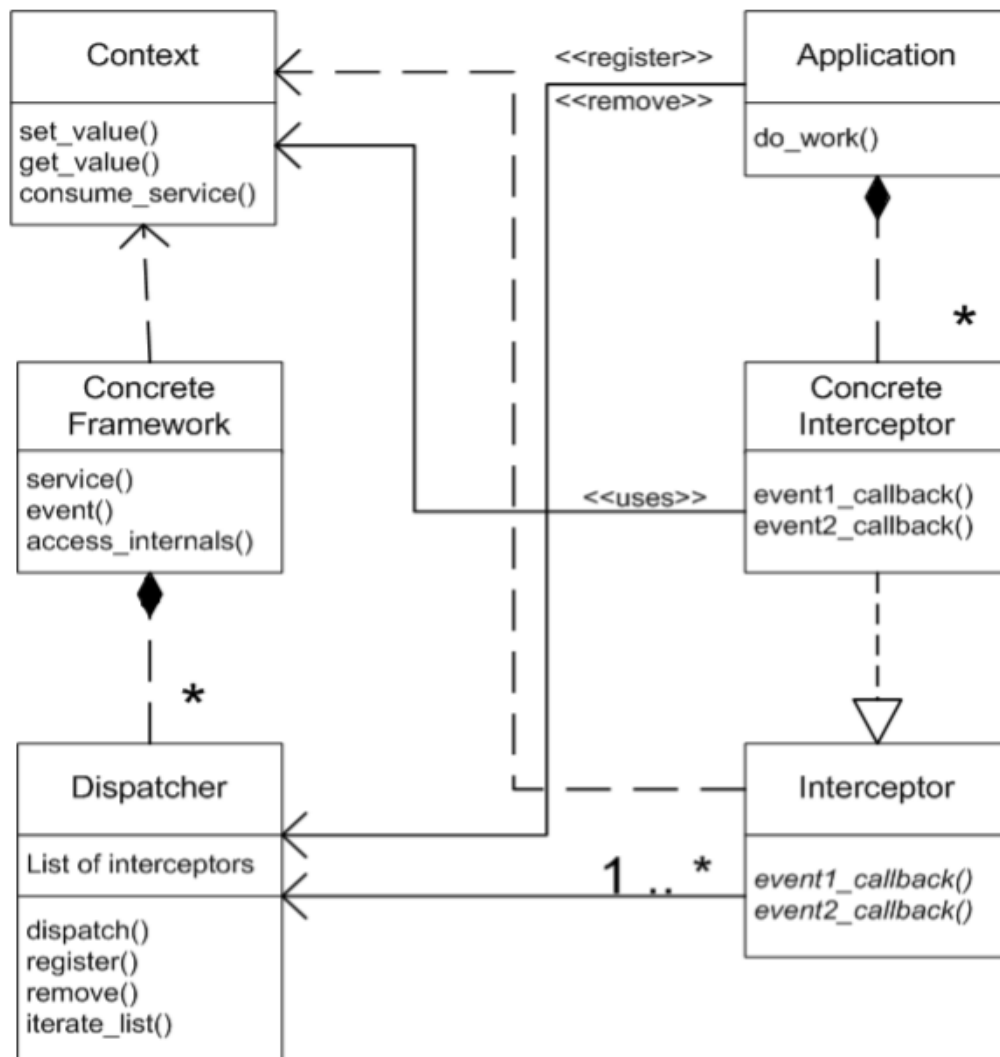 Context
set_value()
get_value()
consume_service()
<<register>>
<<remove>>
Application
do_work()
*
Concrete
Framework
service()
event()
access_internals()
<<uses>>
Concrete
Interceptor
event1_callback()
event2_callback()
*
Dispatcher
List of interceptors
dispatch()
register()
remove()
iterate_list()
1 .. *
Interceptor
event1_callback()
event2_callback()